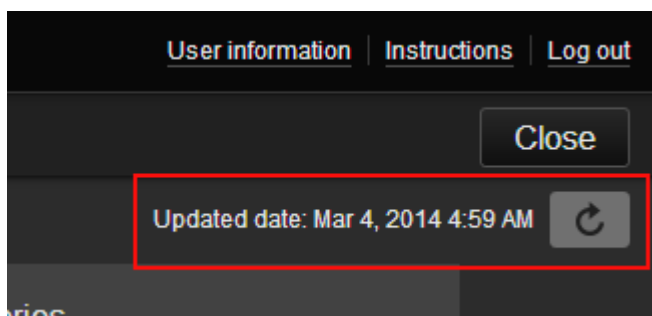 User information Instructions Log out
Close
Updated date: Mar 4, 2014 4:59 AM